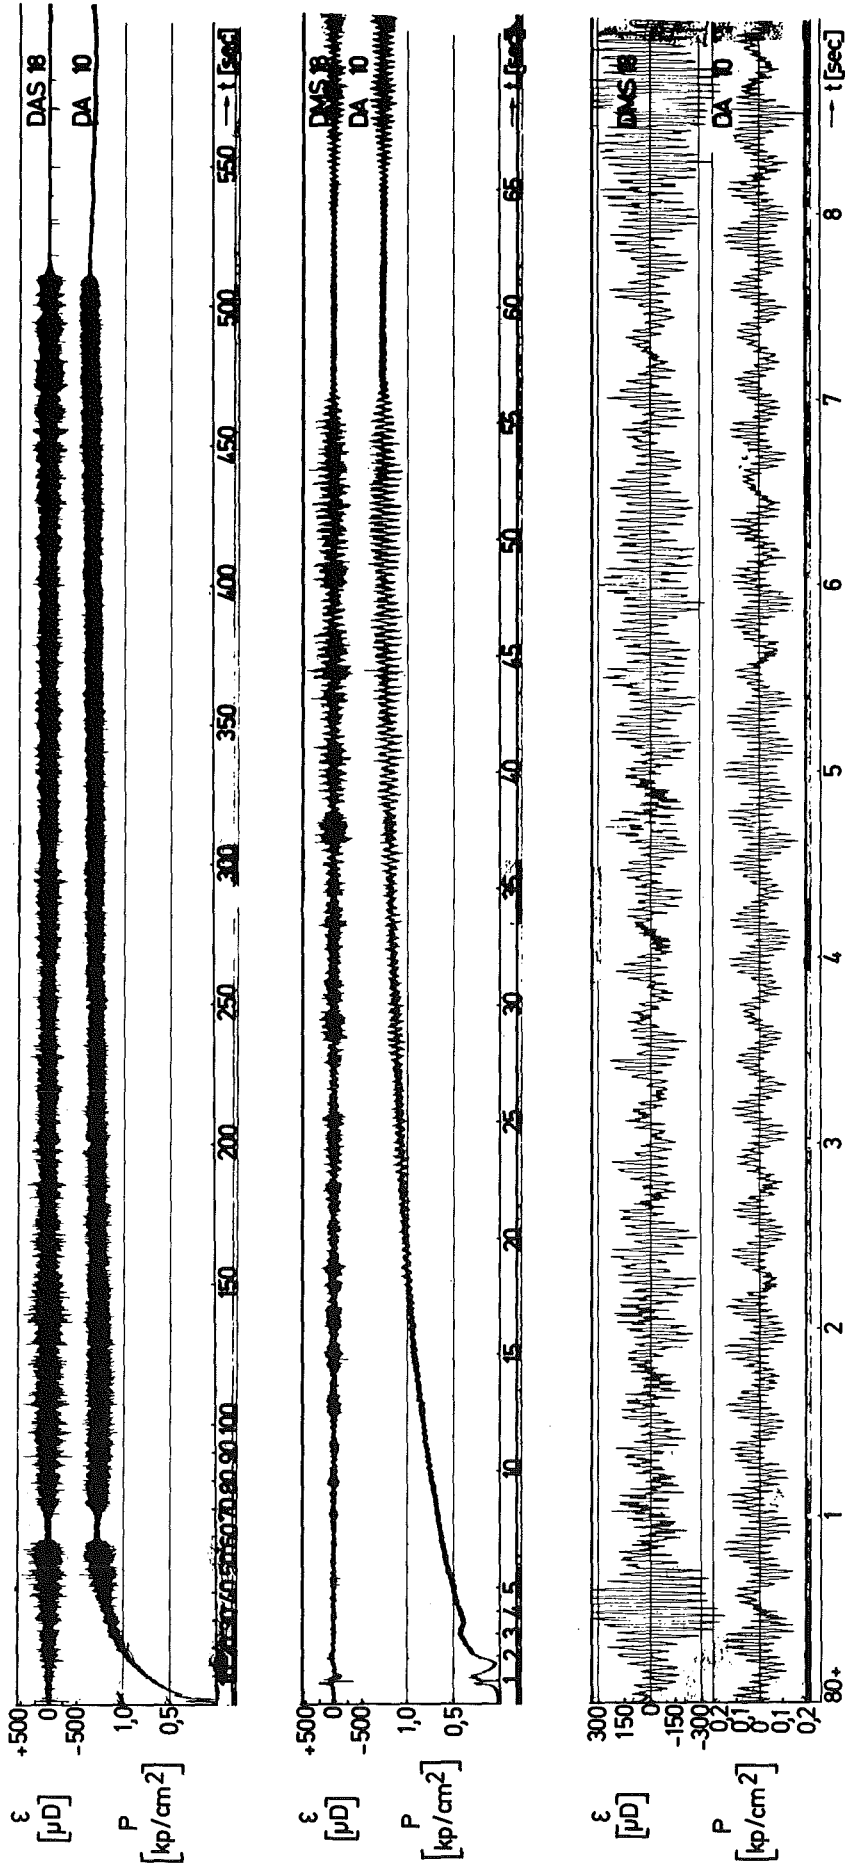 DAS 18
DA 10
ε [μD]
+500
0
-500
P [kp/cm²]
1,0
0,5
80 90 100 150 200 250 300 350 400 450 500 550 → t [sec]
DMS 18
DA 10
ε [μD]
+500
0
-500
P [kp/cm²]
1,0
0,5
1 2 3 4 5 10 15 20 25 30 35 40 45 50 55 60 65 → t [sec]
DMS 18
DA 10
ε [μD]
300
150
0
-150
-300
P [kp/cm²]
0,2
0,1
0
0,1
0,2
80+ 1 2 3 4 5 6 7 8 → t [sec]